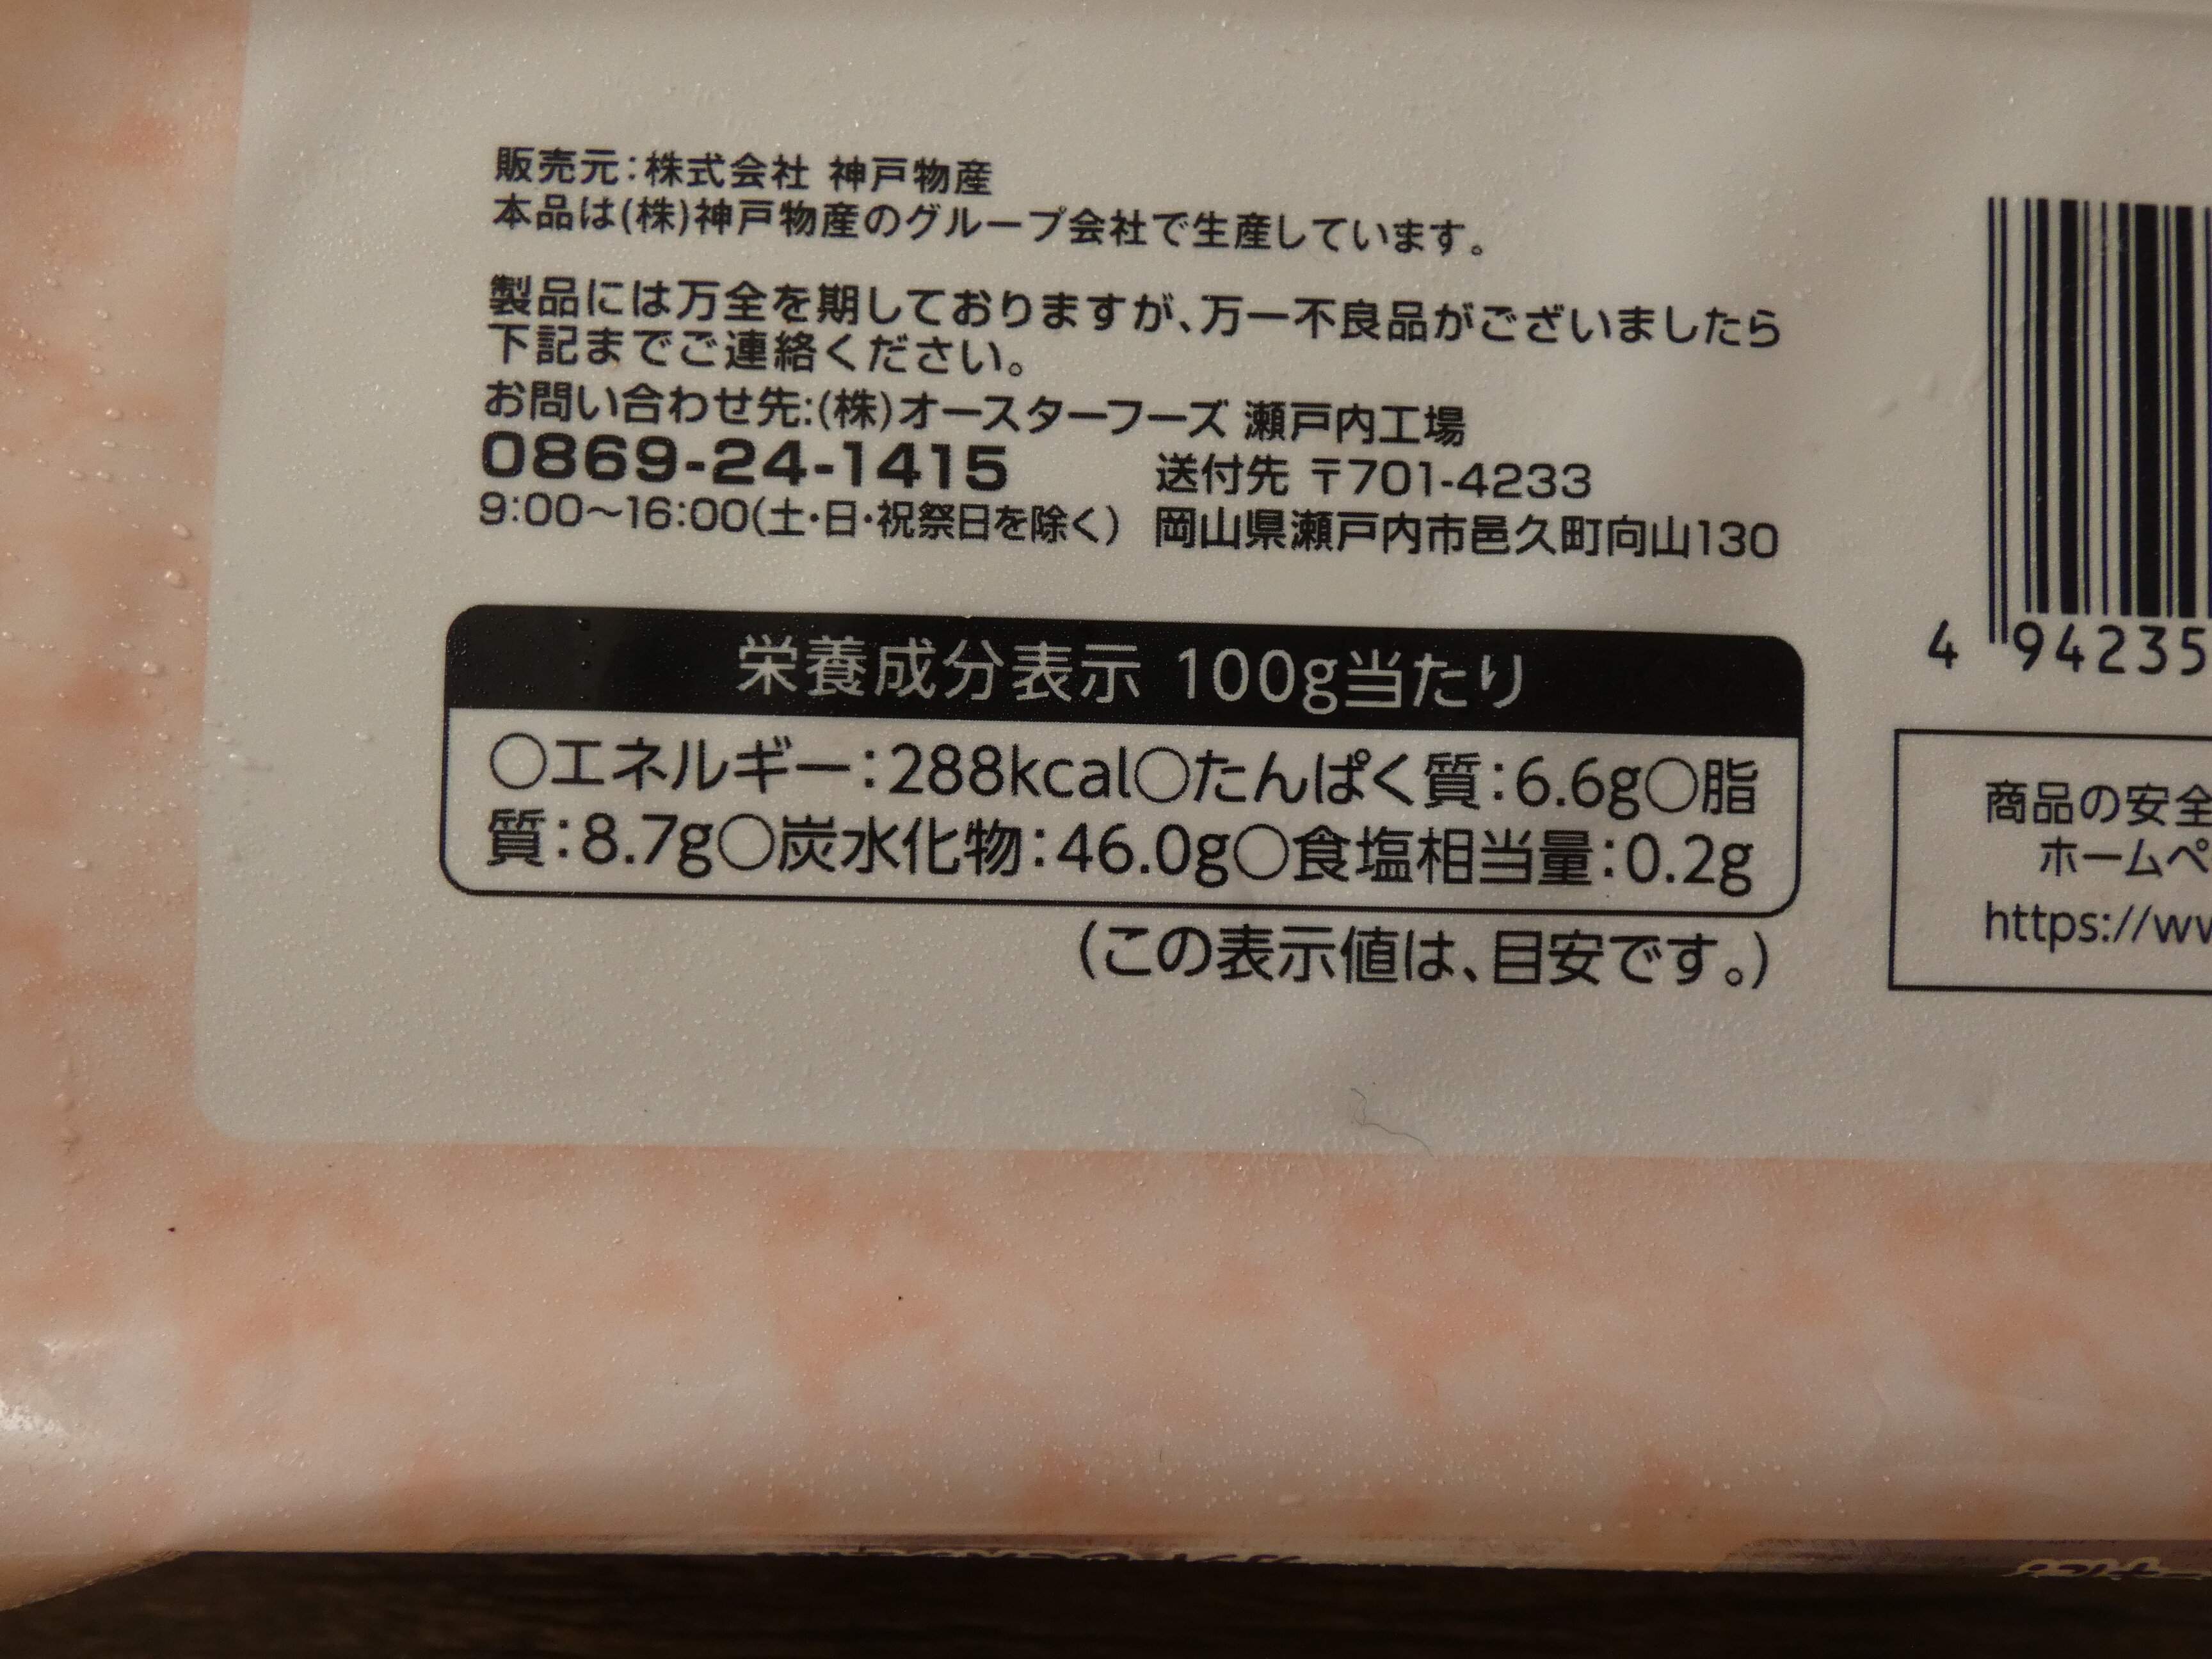 販売元:株式会社 神戸物産
本品は(株)神戸物産のグループ会社で生産しています。
製品には万全を期しておりますが、万一不良品がございましたら
下記までご連絡ください。
お問い合わせ先:(株)オースターフーズ 瀬戸内工場
0869-24-1415
送付先 〒701-4233
9:00〜16:00(土・日・祝祭日を除く)
岡山県瀬戸内市邑久町向山130
栄養成分表示 100g当たり
○エネルギー:288kcal○たんぱく質:6.6g○脂
質:8.7g○炭水化物:46.0g○食塩相当量:0.2g
(この表示値は、目安です。)
4 94235
商品の安全
ホームペ
https://ww